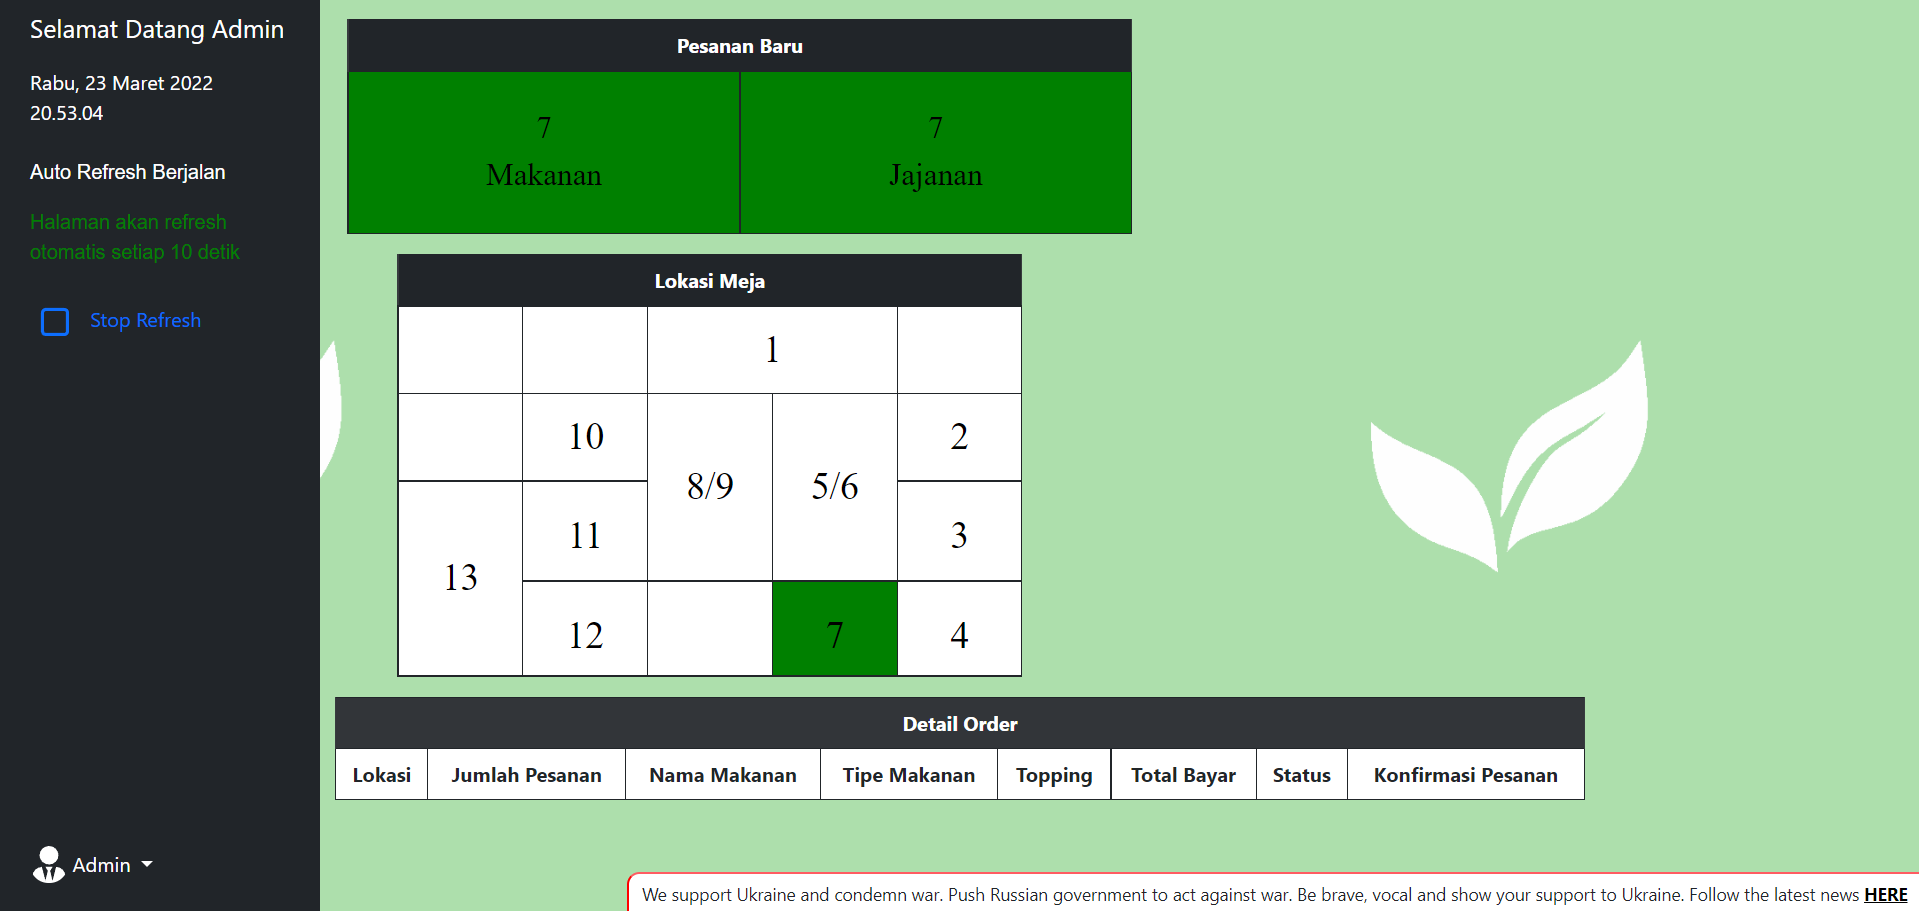 Selamat Datang Admin
Rabu, 23 Maret 2022
20.53.04
Auto Refresh Berjalan
Halaman akan refresh
otomatis setiap 10 detik
Stop Refresh
Admin
Pesanan Baru
7 7
Makanan Jajanan
Lokasi Meja
1
10 8/9 5/6 2
11 3
13
12 7 4
Detail Order
Lokasi Jumlah Pesanan Nama Makanan Tipe Makanan Topping Total Bayar Status Konfirmasi Pesanan
We support Ukraine and condemn war. Push Russian government to act against war. Be brave, vocal and show your support to Ukraine. Follow the latest news HERE